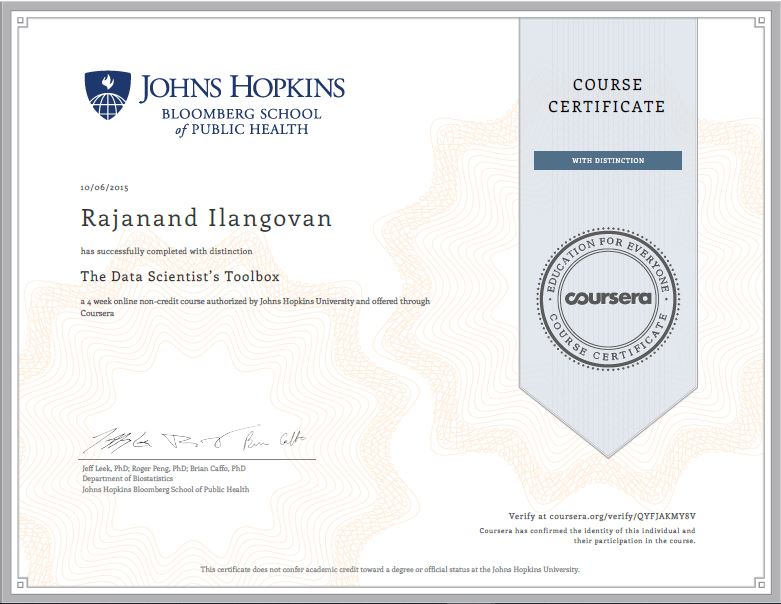 JOHNS HOPKINS
BLOOMBERG SCHOOL
of PUBLIC HEALTH
COURSE
CERTIFICATE
WITH DISTINCTION
10/06/2015
Rajanand Ilangovan
has successfully completed with distinction
The Data Scientist's Toolbox
a 4 week online non-credit course authorized by Johns Hopkins University and offered through
Coursera
EDUCATION FOR EVERYONE
coursera
COURSE CERTIFICATE
Jeff Leek, PhD; Roger Peng, PhD; Brian Caffo, PhD
Department of Biostatistics
Johns Hopkins Bloomberg School of Public Health
Verify at coursera.org/verify/QYFJAKMY8V
Coursera has confirmed the identity of this individual and
their participation in the course.
This certificate does not confer academic credit toward a degree or official status at the Johns Hopkins University.